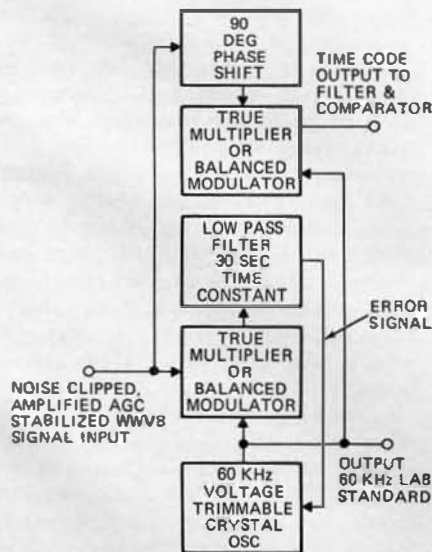 90
DEG
PHASE
SHIFT
TIME CODE
OUTPUT TO
FILTER &
COMPARATOR
TRUE
MULTIPLIER
OR
BALANCED
MODULATOR
LOW PASS
FILTER
30 SEC
TIME
CONSTANT
ERROR
SIGNAL
TRUE
MULTIPLIER
OR
BALANCED
MODULATOR
NOISE CLIPPED,
AMPLIFIED AGC
STABILIZED WWVB
SIGNAL INPUT
OUTPUT
60 KHz LAB
STANDARD
60 KHz
VOLTAGE
TRIMMABLE
CRYSTAL
OSC